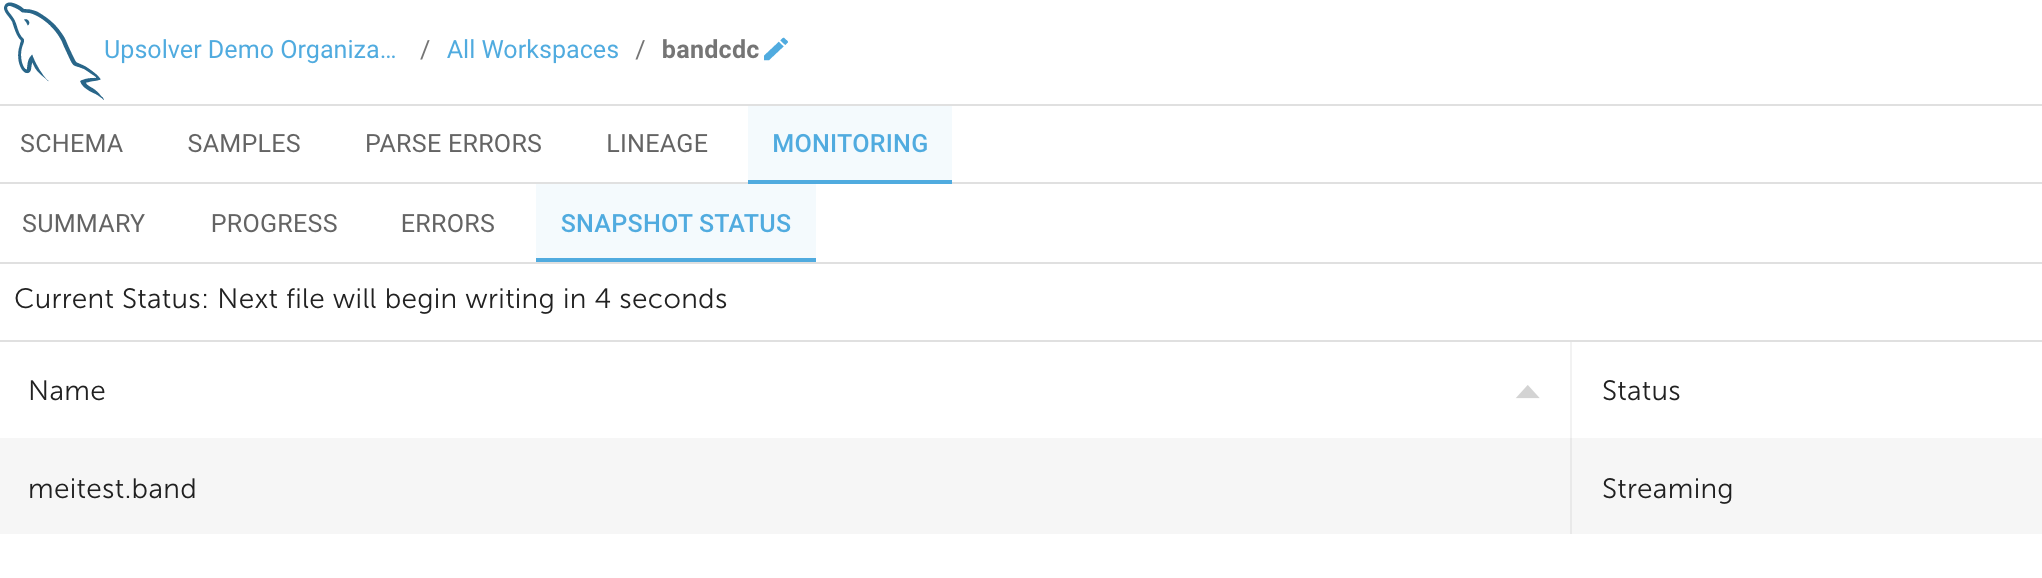 Upsolver Demo Organiza... / All Workspaces / bandcdc
SCHEMA SAMPLES PARSE ERRORS LINEAGE MONITORING
SUMMARY PROGRESS ERRORS SNAPSHOT STATUS
Current Status: Next file will begin writing in 4 seconds
Name Status
meitest.band Streaming